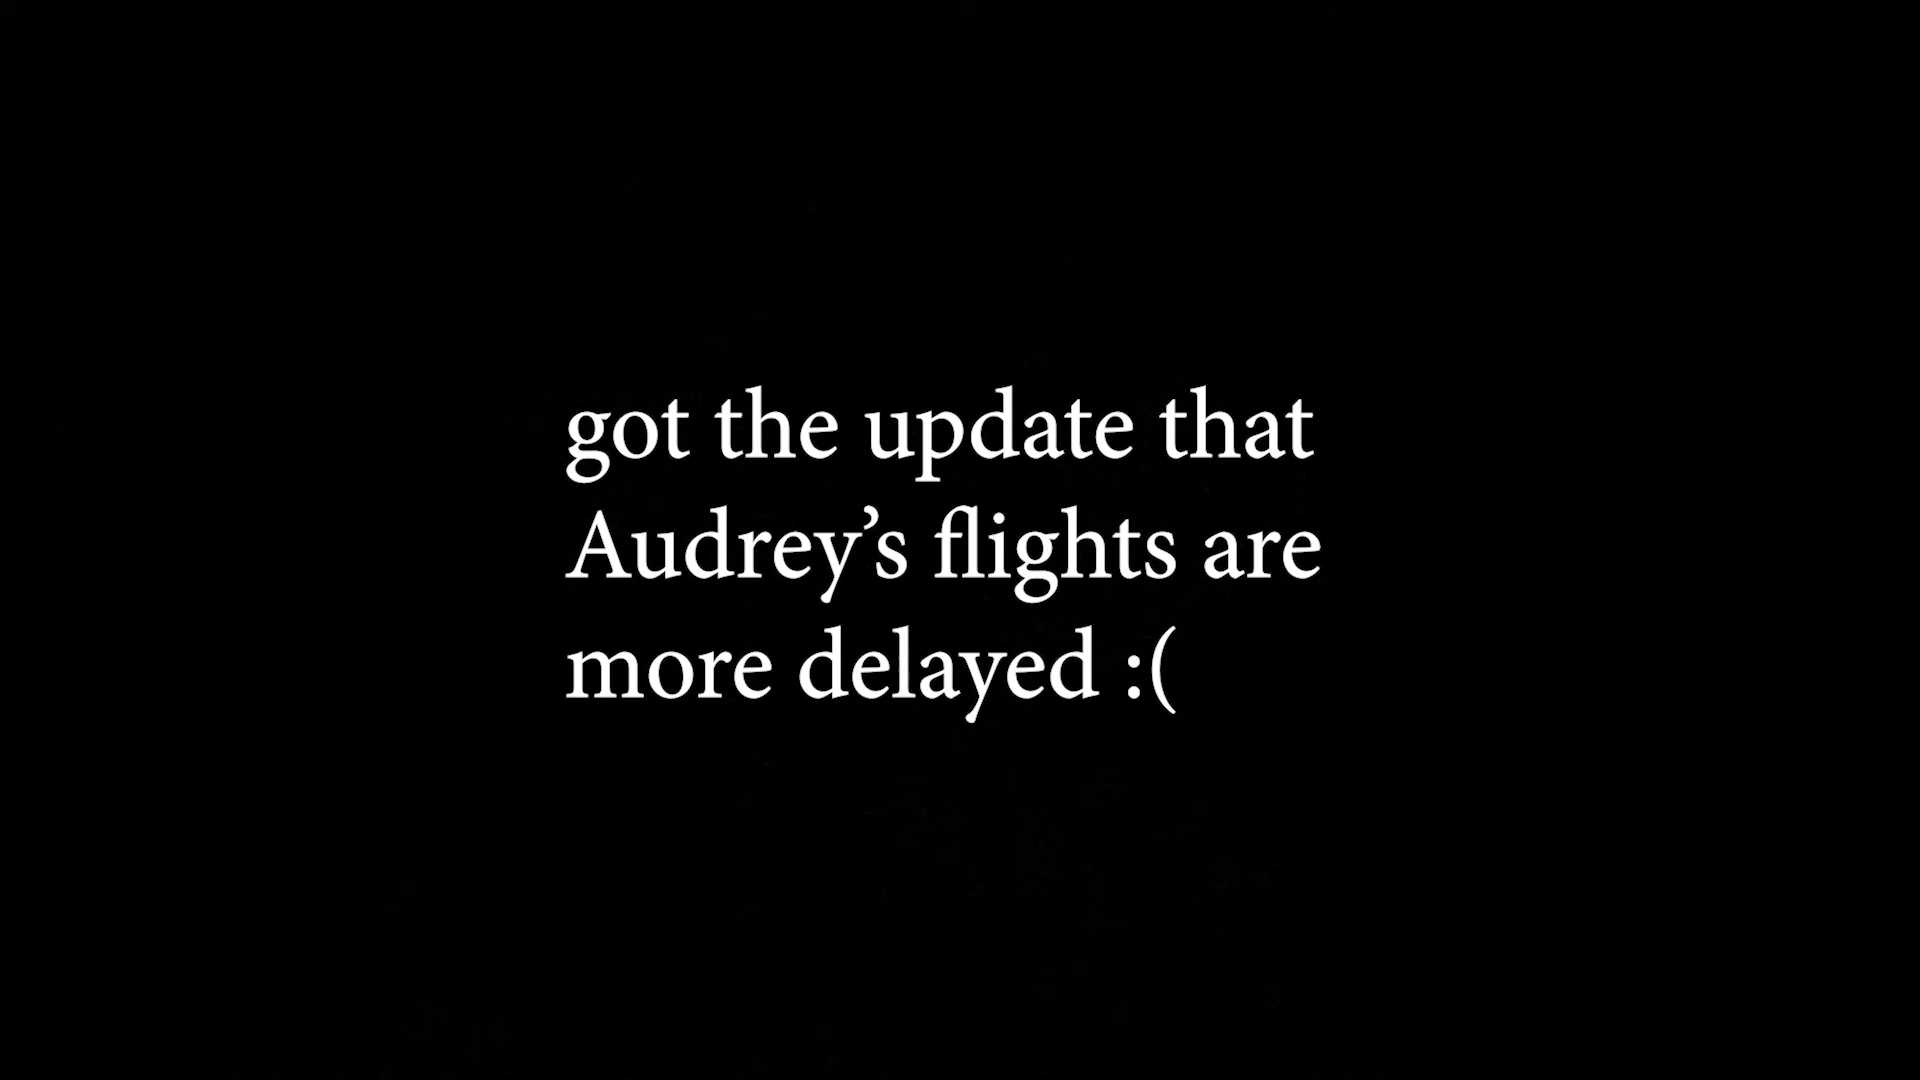 got the update that
Audrey’s flights are
more delayed :(